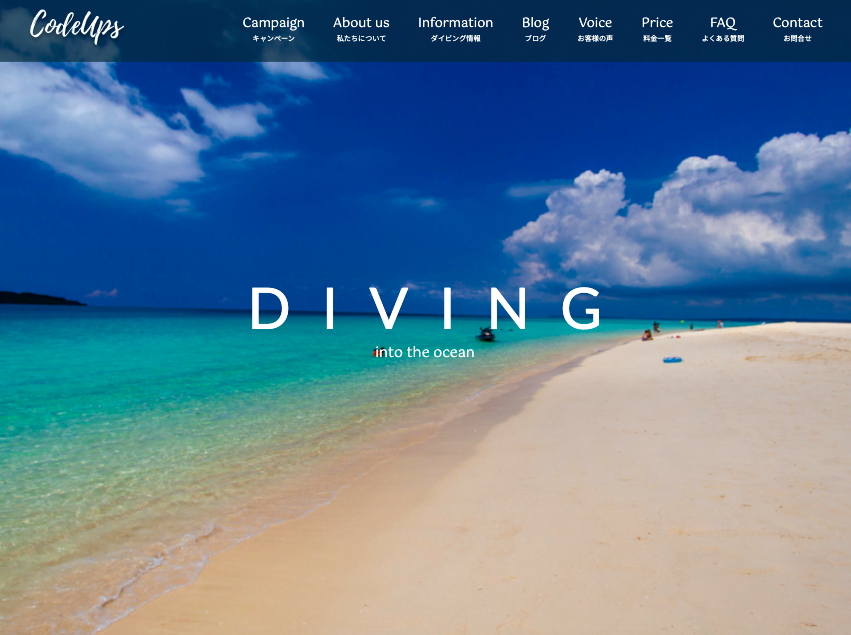 CodeUps
Campaign
キャンペーン
About us
私たちについて
Information
ダイビング情報
Blog
ブログ
Voice
お客様の声
Price
料金一覧
FAQ
よくある質問
Contact
お問合せ
DIVING
into the ocean